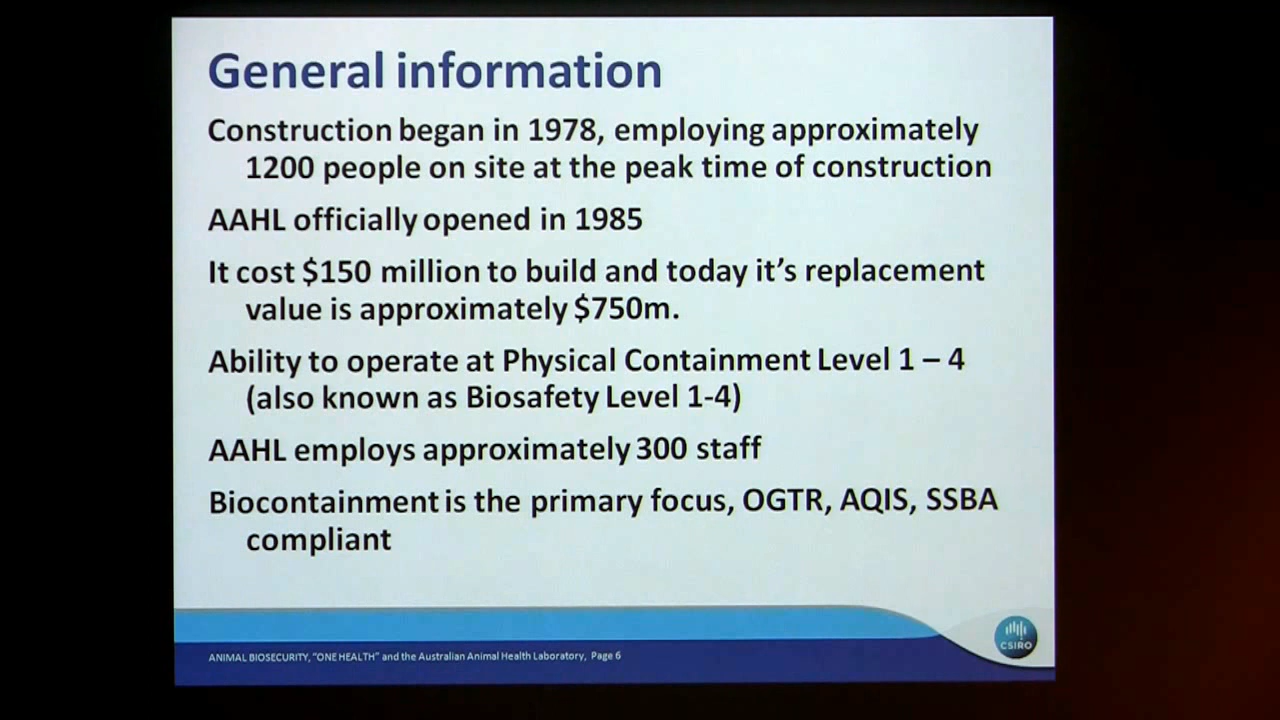 General information
Construction began in 1978, employing approximately
1200 people on site at the peak time of construction
AAHL officially opened in 1985
It cost $150 million to build and today it's replacement
value is approximately $750m.
Ability to operate at Physical Containment Level 1 – 4
(also known as Biosafety Level 1-4)
AAHL employs approximately 300 staff
Biocontainment is the primary focus, OGTR, AQIS, SSBA
compliant
CSIRO
ANIMAL BIOSECURITY, "ONE HEALTH" and the Australian Animal Health Laboratory, Page 6